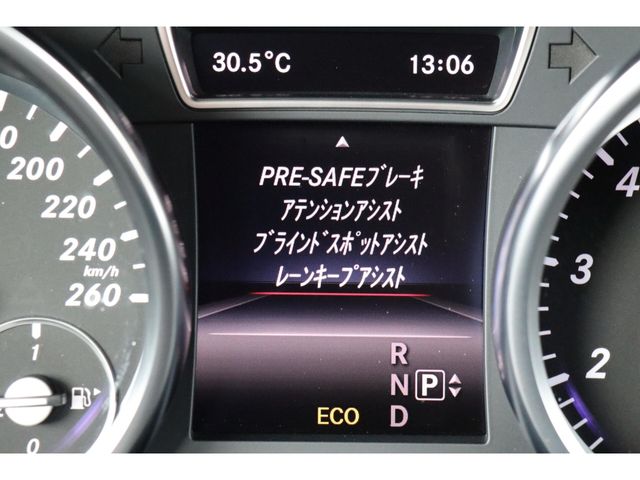 30.5°C 13:06
PRE-SAFEブレーキ
アテンションアシスト
ブラインドスポットアシスト
レーンキープアシスト
R
N P
D
ECO
200
220
240
km/h
260
1
0
4
3
2